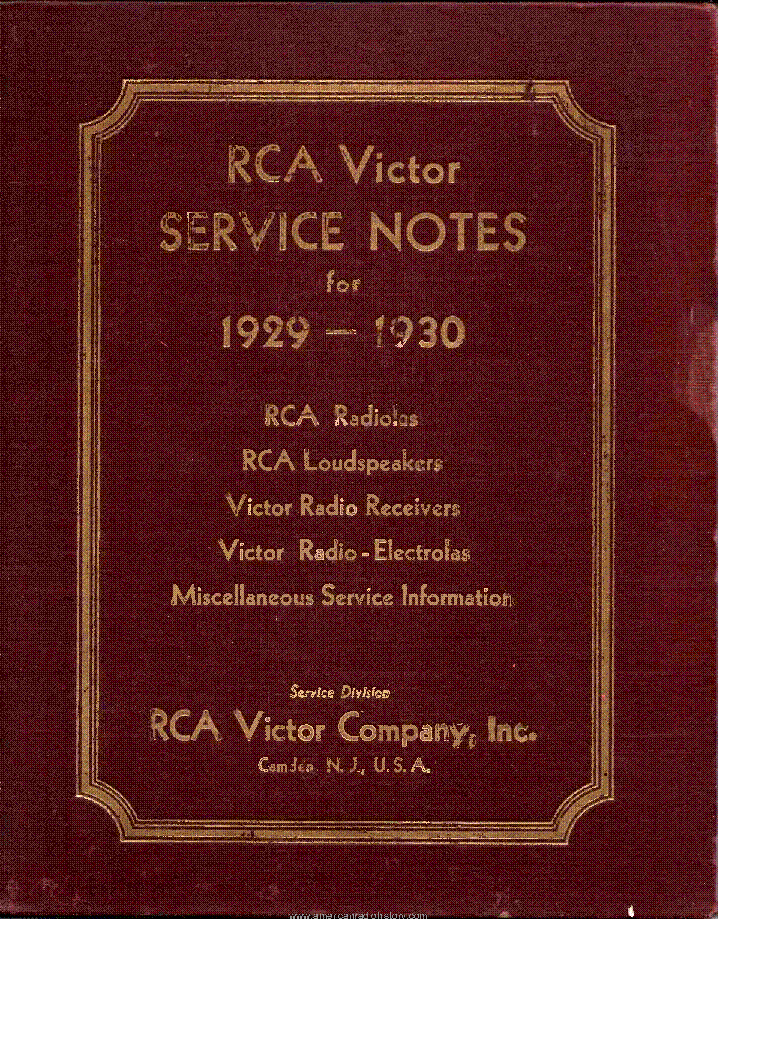 RCA Victor
SERVICE NOTES
for
1929 — 1930
RCA Radiolas
RCA Loudspeakers
Victor Radio Receivers
Victor Radio-Electrolas
Miscellaneous Service Information
Service Division
RCA Victor Company, Inc.
Camden, N. J., U. S. A.
www.americanradiohistory.com